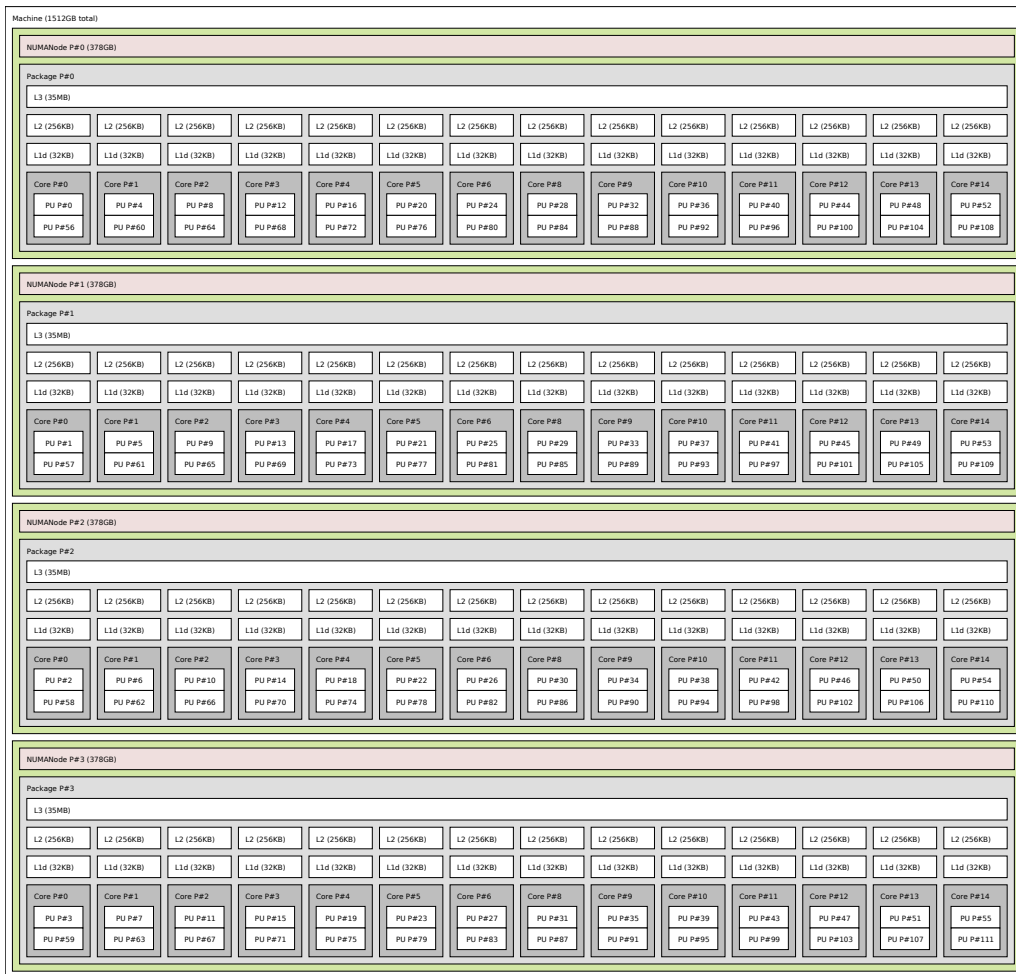 Machine (1512GB total)
NUMANode P#0 (378GB)
Package P#0
L3 (35MB)
L2 (256KB) L2 (256KB) L2 (256KB) L2 (256KB) L2 (256KB) L2 (256KB) L2 (256KB) L2 (256KB) L2 (256KB) L2 (256KB) L2 (256KB) L2 (256KB) L2 (256KB) L2 (256KB)
L1d (32KB) L1d (32KB) L1d (32KB) L1d (32KB) L1d (32KB) L1d (32KB) L1d (32KB) L1d (32KB) L1d (32KB) L1d (32KB) L1d (32KB) L1d (32KB) L1d (32KB) L1d (32KB)
Core P#0 Core P#1 Core P#2 Core P#3 Core P#4 Core P#5 Core P#6 Core P#8 Core P#9 Core P#10 Core P#11 Core P#12 Core P#13 Core P#14
PU P#0 PU P#4 PU P#8 PU P#12 PU P#16 PU P#20 PU P#24 PU P#28 PU P#32 PU P#36 PU P#40 PU P#44 PU P#48 PU P#52
PU P#56 PU P#60 PU P#64 PU P#68 PU P#72 PU P#76 PU P#80 PU P#84 PU P#88 PU P#92 PU P#96 PU P#100 PU P#104 PU P#108
NUMANode P#1 (378GB)
Package P#1
L3 (35MB)
L2 (256KB) L2 (256KB) L2 (256KB) L2 (256KB) L2 (256KB) L2 (256KB) L2 (256KB) L2 (256KB) L2 (256KB) L2 (256KB) L2 (256KB) L2 (256KB) L2 (256KB) L2 (256KB)
L1d (32KB) L1d (32KB) L1d (32KB) L1d (32KB) L1d (32KB) L1d (32KB) L1d (32KB) L1d (32KB) L1d (32KB) L1d (32KB) L1d (32KB) L1d (32KB) L1d (32KB) L1d (32KB)
Core P#0 Core P#1 Core P#2 Core P#3 Core P#4 Core P#5 Core P#6 Core P#8 Core P#9 Core P#10 Core P#11 Core P#12 Core P#13 Core P#14
PU P#1 PU P#5 PU P#9 PU P#13 PU P#17 PU P#21 PU P#25 PU P#29 PU P#33 PU P#37 PU P#41 PU P#45 PU P#49 PU P#53
PU P#57 PU P#61 PU P#65 PU P#69 PU P#73 PU P#77 PU P#81 PU P#85 PU P#89 PU P#93 PU P#97 PU P#101 PU P#105 PU P#109
NUMANode P#2 (378GB)
Package P#2
L3 (35MB)
L2 (256KB) L2 (256KB) L2 (256KB) L2 (256KB) L2 (256KB) L2 (256KB) L2 (256KB) L2 (256KB) L2 (256KB) L2 (256KB) L2 (256KB) L2 (256KB) L2 (256KB) L2 (256KB)
L1d (32KB) L1d (32KB) L1d (32KB) L1d (32KB) L1d (32KB) L1d (32KB) L1d (32KB) L1d (32KB) L1d (32KB) L1d (32KB) L1d (32KB) L1d (32KB) L1d (32KB) L1d (32KB)
Core P#0 Core P#1 Core P#2 Core P#3 Core P#4 Core P#5 Core P#6 Core P#8 Core P#9 Core P#10 Core P#11 Core P#12 Core P#13 Core P#14
PU P#2 PU P#6 PU P#10 PU P#14 PU P#18 PU P#22 PU P#26 PU P#30 PU P#34 PU P#38 PU P#42 PU P#46 PU P#50 PU P#54
PU P#58 PU P#62 PU P#66 PU P#70 PU P#74 PU P#78 PU P#82 PU P#86 PU P#90 PU P#94 PU P#98 PU P#102 PU P#106 PU P#110
NUMANode P#3 (378GB)
Package P#3
L3 (35MB)
L2 (256KB) L2 (256KB) L2 (256KB) L2 (256KB) L2 (256KB) L2 (256KB) L2 (256KB) L2 (256KB) L2 (256KB) L2 (256KB) L2 (256KB) L2 (256KB) L2 (256KB) L2 (256KB)
L1d (32KB) L1d (32KB) L1d (32KB) L1d (32KB) L1d (32KB) L1d (32KB) L1d (32KB) L1d (32KB) L1d (32KB) L1d (32KB) L1d (32KB) L1d (32KB) L1d (32KB) L1d (32KB)
Core P#0 Core P#1 Core P#2 Core P#3 Core P#4 Core P#5 Core P#6 Core P#8 Core P#9 Core P#10 Core P#11 Core P#12 Core P#13 Core P#14
PU P#3 PU P#7 PU P#11 PU P#15 PU P#19 PU P#23 PU P#27 PU P#31 PU P#35 PU P#39 PU P#43 PU P#47 PU P#51 PU P#55
PU P#59 PU P#63 PU P#67 PU P#71 PU P#75 PU P#79 PU P#83 PU P#87 PU P#91 PU P#95 PU P#99 PU P#103 PU P#107 PU P#111